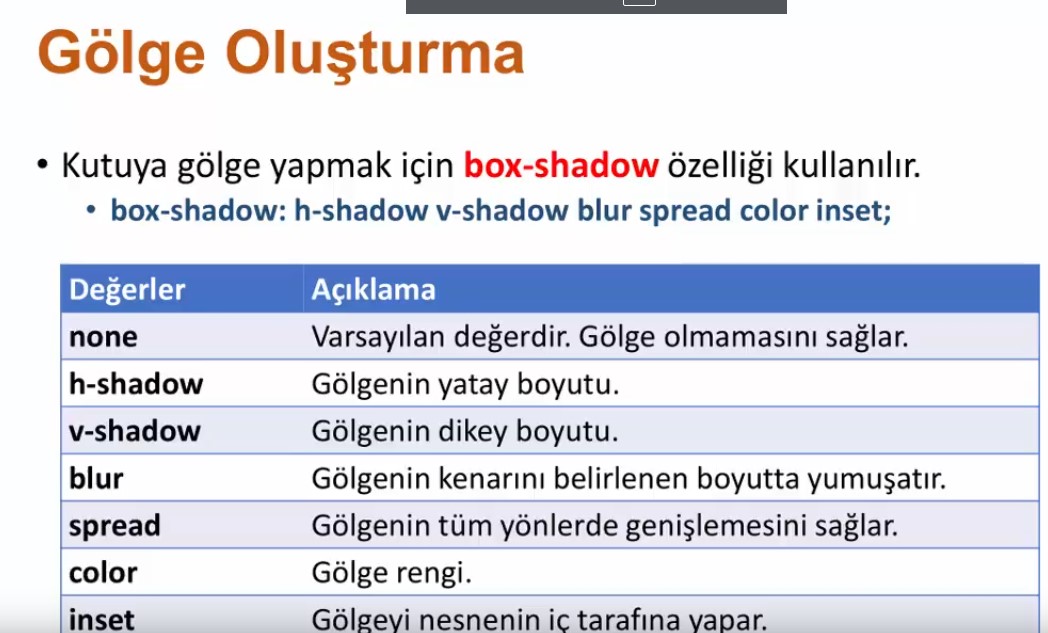 Gölge Oluşturma
• Kutuya gölge yapmak için box-shadow özelliği kullanılır.
• box-shadow: h-shadow v-shadow blur spread color inset;
Değerler Açıklama
none Varsayılan değerdir. Gölge olmamasını sağlar.
h-shadow Gölgenin yatay boyutu.
v-shadow Gölgenin dikey boyutu.
blur Gölgenin kenarını belirlenen boyutta yumuşatır.
spread Gölgenin tüm yönlerde genişlemesini sağlar.
color Gölge rengi.
inset Gölgeyi nesnenin iç tarafına yapar.